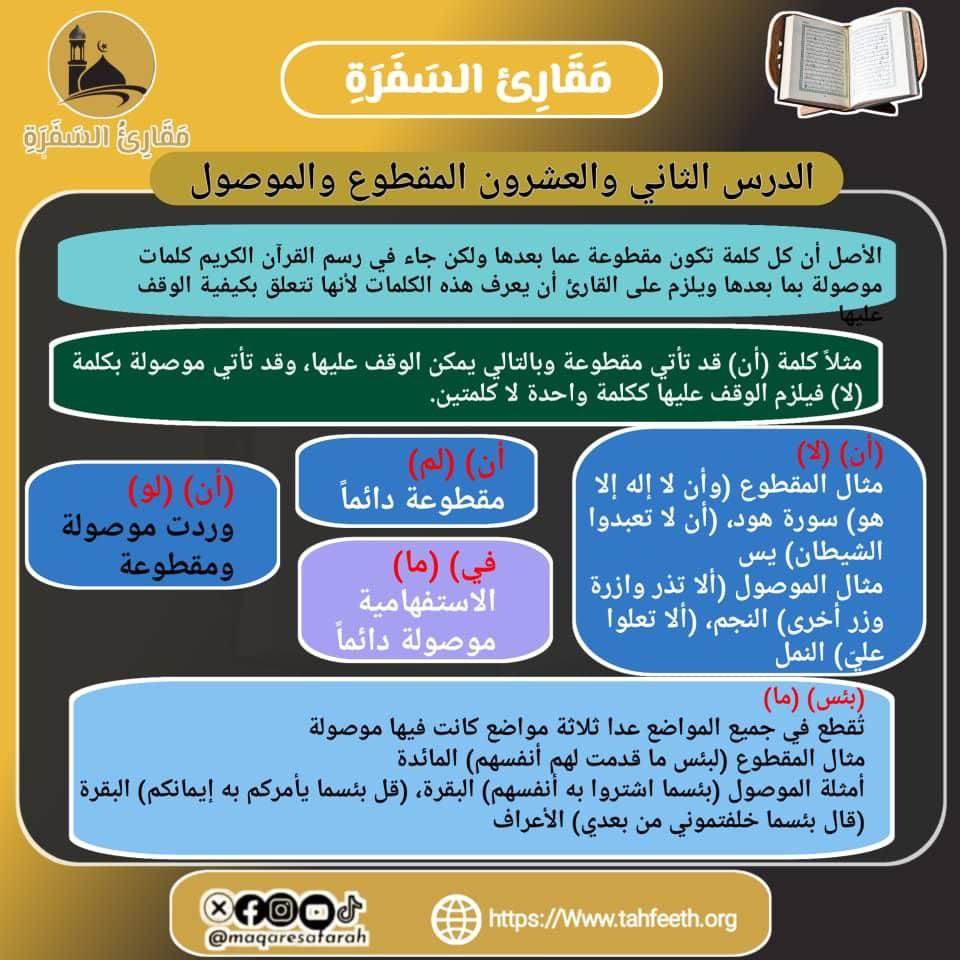 مَقَارِئ السَفَرَةِ
مَقَارِئُ السَفَرَةِ
الدرس الثاني والعشرون المقطوع والموصول
الأصل أن كل كلمة تكون مقطوعة عما بعدها ولكن جاء في رسم القرآن الكريم كلمات
موصولة بما بعدها ويلزم على القارئ أن يعرف هذه الكلمات لأنها تتعلق بكيفية الوقف
عليها
مثلاً كلمة (أن) قد تأتي مقطوعة وبالتالي يمكن الوقف عليها، وقد تأتي موصولة بكلمة
(لا) فيلزم الوقف عليها ككلمة واحدة لا كلمتين.
(أن) (لا)
مثال المقطوع (وأن لا إله إلا
هو) سورة هود، (أن لا تعبدوا
الشيطان) يس
مثال الموصول (ألا تذر وازرة
وزر أخرى) النجم، (ألا تعلوا
عليّ) النمل
أن) (لم)
مقطوعة دائماً
في) (ما)
الاستفهامية
موصولة دائماً
(أن) (لو)
وردت موصولة
ومقطوعة
(بئس) (ما)
تُقطع في جميع المواضع عدا ثلاثة مواضع كانت فيها موصولة
مثال المقطوع (لبئس ما قدمت لهم أنفسهم) المائدة
أمثلة الموصول (بئسما اشتروا به أنفسهم) البقرة، (قل بئسما يأمركم به إيمانكم) البقرة
(قال بئسما خلفتموني من بعدي) الأعراف
@maqaresafarah
https://Www.tahfeeth.org